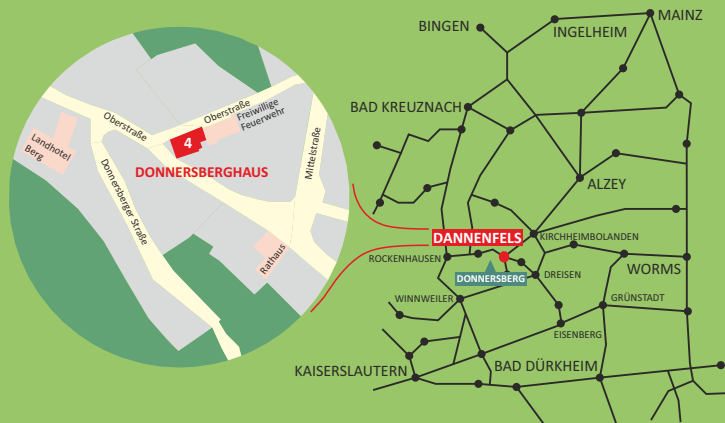 BINGEN
MAINZ
INGELHEIM
BAD KREUZNACH
ALZEY
DANNENFELS
KIRCHHEIMBOLANDEN
ROCKENHAUSEN
DONNERSBERG
DREISEN
WORMS
WINNWEILER
GRÜNSTADT
EISENBERG
KAISERSLAUTERN
BAD DÜRKHEIM
Oberstraße
Oberstraße
Freiwillige
Feuerwehr
4
DONNERSBERGHAUS
Landhotel
Berg
Mittelstraße
Donnersberger Straße
Rathaus